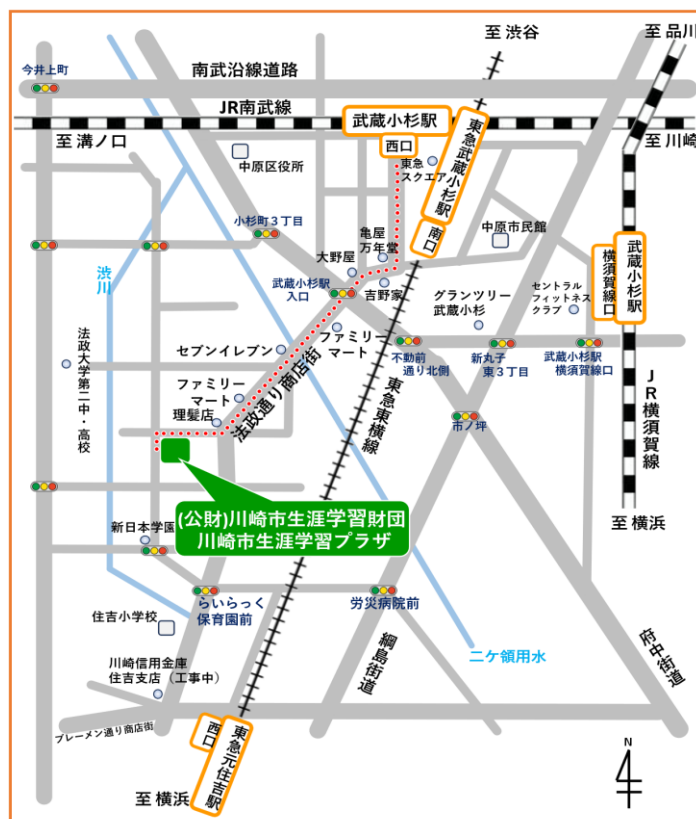 至 渋谷
至 品川
今井上町
南武沿線道路
JR南武線
武蔵小杉駅
西口
至 溝ノ口
至 川崎
東急武蔵小杉駅
南口
東急
スクエア
中原区役所
小杉町3丁目
中原市民館
亀屋
万年堂
大野屋
武蔵小杉駅
入口
吉野家
渋川
グランツリー
武蔵小杉
セントラル
フィットネス
クラブ
横須賀線口
武蔵小杉駅
ファミリー
マート
セブンイレブン
法政通り商店街
不動前
通り北側
新丸子
東3丁目
武蔵小杉駅
横須賀線口
法政大学第二中・高校
ファミリー
マート
理髪店
東急東横線
JR横須賀線
市ノ坪
(公財)川崎市生涯学習財団
川崎市生涯学習プラザ
至 横浜
新日本学園
らいらっく
保育園前
労災病院前
住吉小学校
綱島街道
二ケ領用水
府中街道
川崎信用金庫
住吉支店(工事中)
ブレーメン通り商店街
西口
東急元住吉駅
至 横浜
N